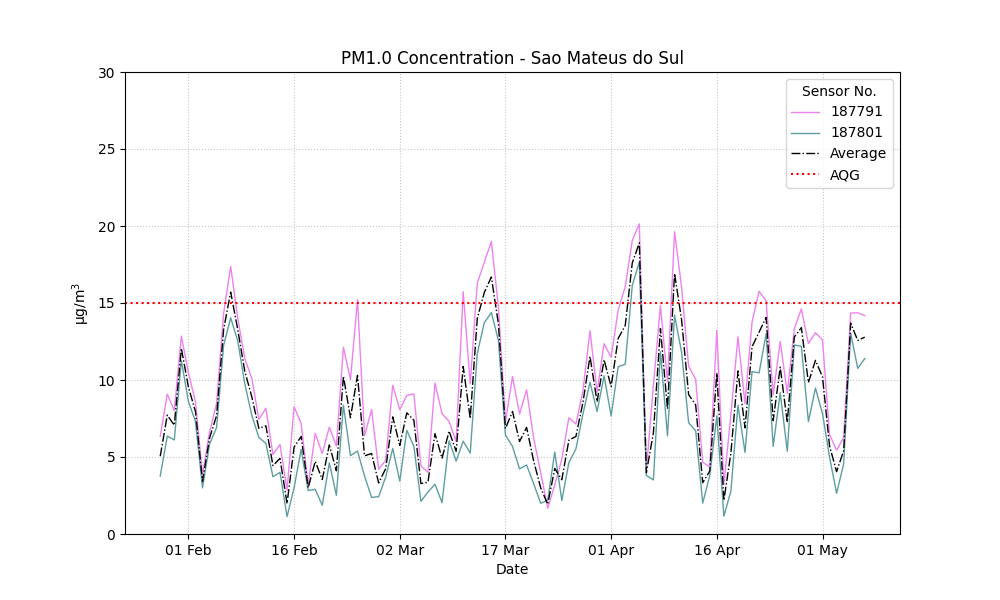 PM1.0 Concentration - Sao Mateus do Sul
30
25
20
15
10
5
0
µg/m³
Sensor No.
187791
187801
Average
AQG
01 Feb
16 Feb
02 Mar
17 Mar
01 Apr
16 Apr
01 May
Date